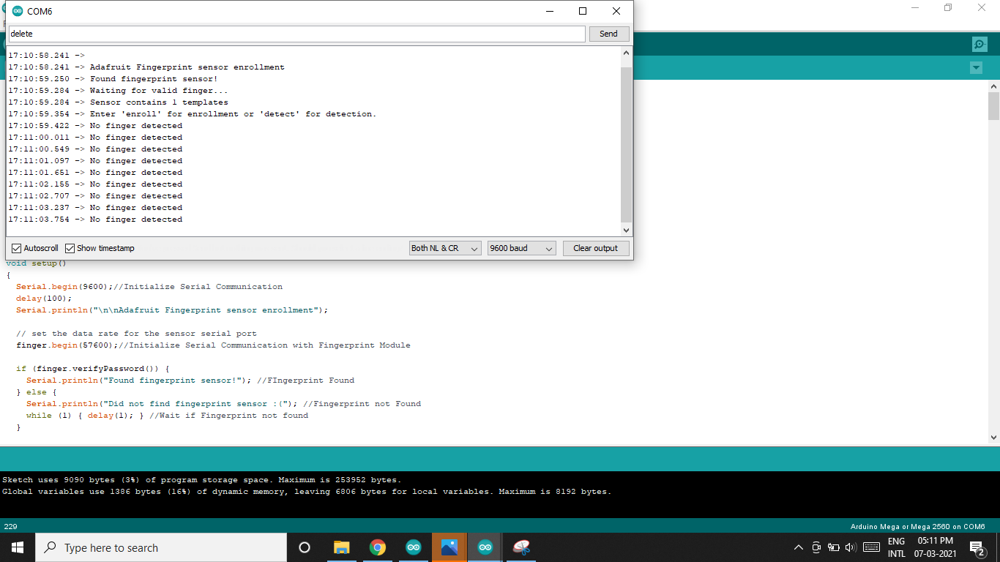 COM6
delete
Send
17:10:58.241 ->
17:10:58.241 -> Adafruit Fingerprint sensor enrollment
17:10:59.250 -> Found fingerprint sensor!
17:10:59.284 -> Waiting for valid finger...
17:10:59.284 -> Sensor contains 1 templates
17:10:59.354 -> Enter 'enroll' for enrollment or 'detect' for detection.
17:10:59.422 -> No finger detected
17:11:00.011 -> No finger detected
17:11:00.549 -> No finger detected
17:11:01.097 -> No finger detected
17:11:01.651 -> No finger detected
17:11:02.155 -> No finger detected
17:11:02.707 -> No finger detected
17:11:03.237 -> No finger detected
17:11:03.754 -> No finger detected
Autoscroll Show timestamp Both NL & CR 9600 baud Clear output
void setup()
{
Serial.begin(9600);//Initialize Serial Communication
delay(100);
Serial.println("\n\nAdafruit Fingerprint sensor enrollment");
// set the data rate for the sensor serial port
finger.begin(57600);//Initialize Serial Communication with Fingerprint Module
if (finger.verifyPassword()) {
Serial.println("Found fingerprint sensor!"); //FIngerprint Found
} else {
Serial.println("Did not find fingerprint sensor :("); //Fingerprint not Found
while (1) { delay(1); } //Wait if Fingerprint not found
}
Sketch uses 9090 bytes (3%) of program storage space. Maximum is 253952 bytes.
Global variables use 1386 bytes (16%) of dynamic memory, leaving 6806 bytes for local variables. Maximum is 8192 bytes.
229
Arduino Mega or Mega 2560 on COM6
Type here to search
ENG
INTL
05:11 PM
07-03-2021
2